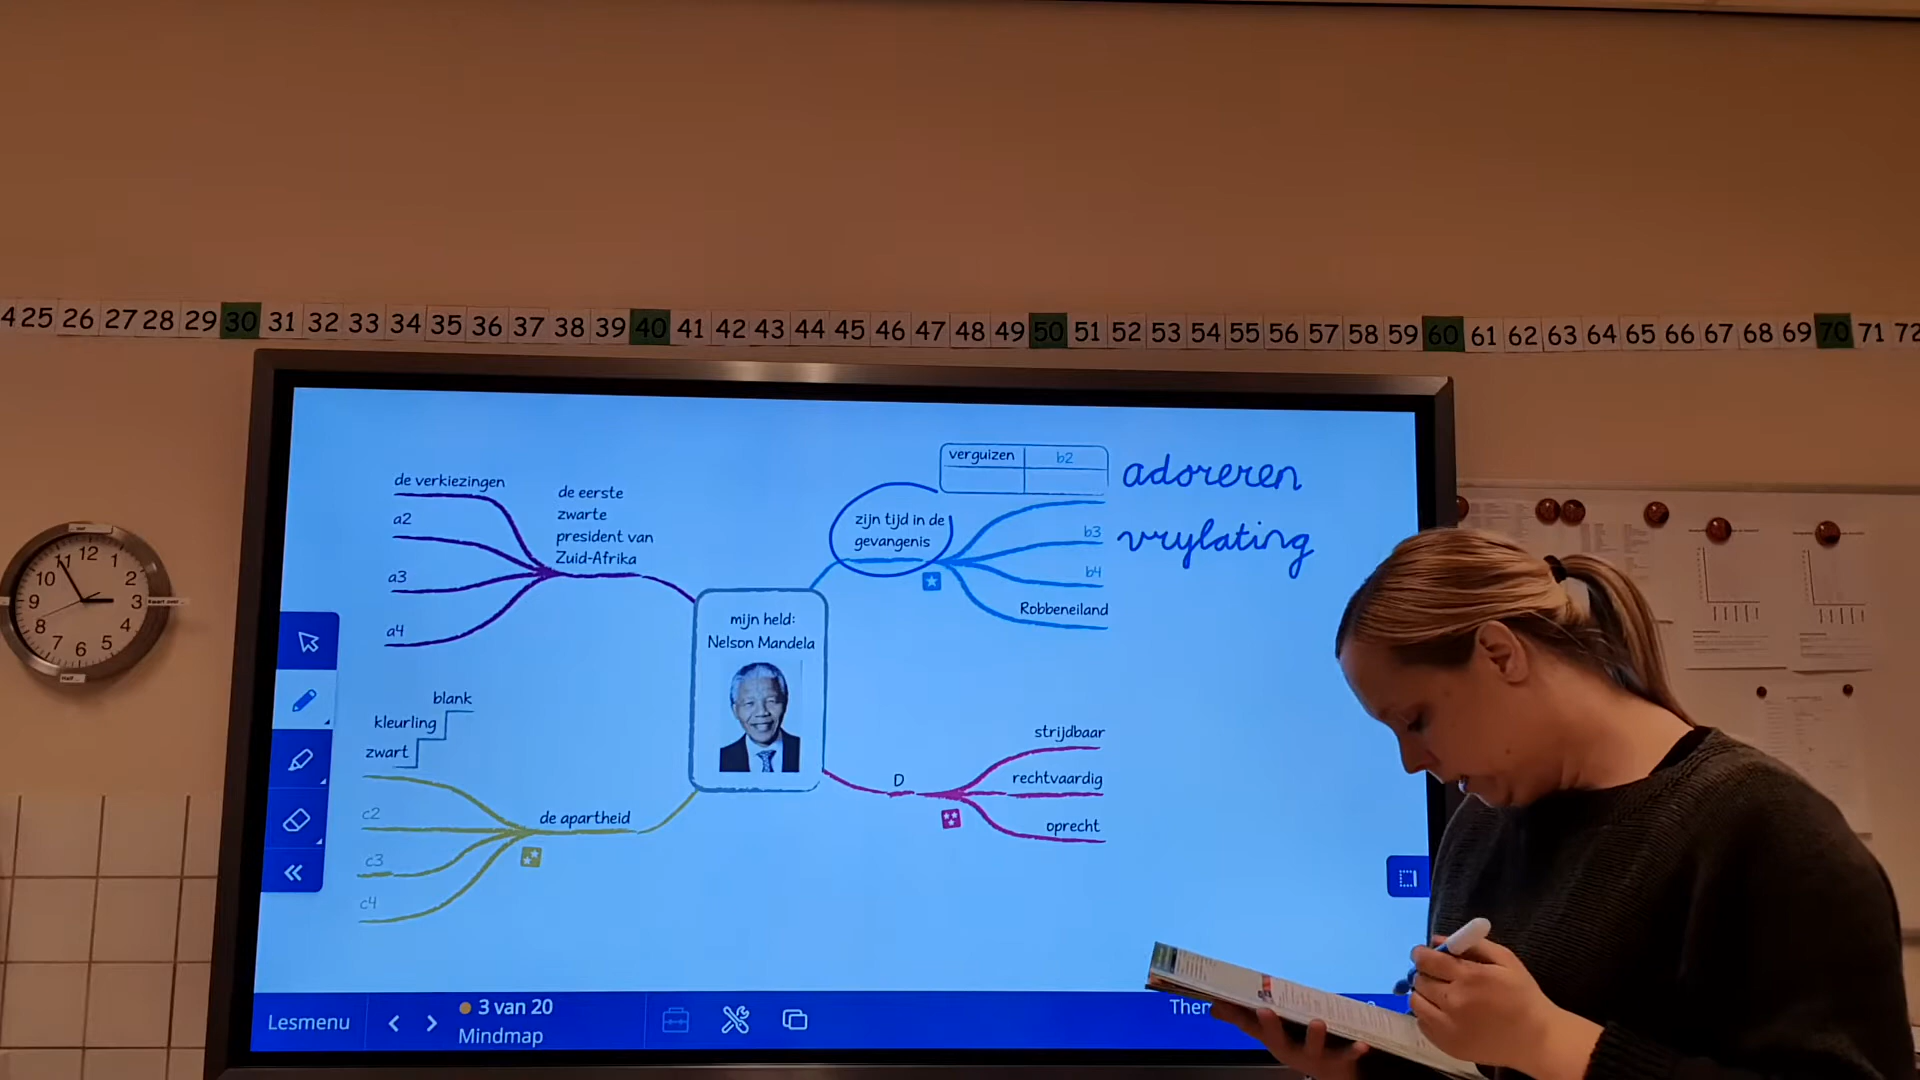 4 25 26 27 28 29 30 31 32 33 34 35 36 37 38 39 40 41 42 43 44 45 46 47 48 49 50 51 52 53 54 55 56 57 58 59 60 61 62 63 64 65 66 67 68 69 70 71 72
de verkiezingen
a2
a3
a4
de eerste
zwarte
president van
Zuid-Afrika
verguizen b2
adoreren
zijn tijd in de
gevangenis
b3
vrylating
b4
Robbeneiland
mijn held:
Nelson Mandela
blank
kleurling
zwart
c2
c3
c4
de apartheid
D
strijdbaar
rechtvaardig
oprecht
12
1
2
3
4
5
6
7
8
9
10
11
Kwart over
Half
Lesmenu
3 van 20
Mindmap